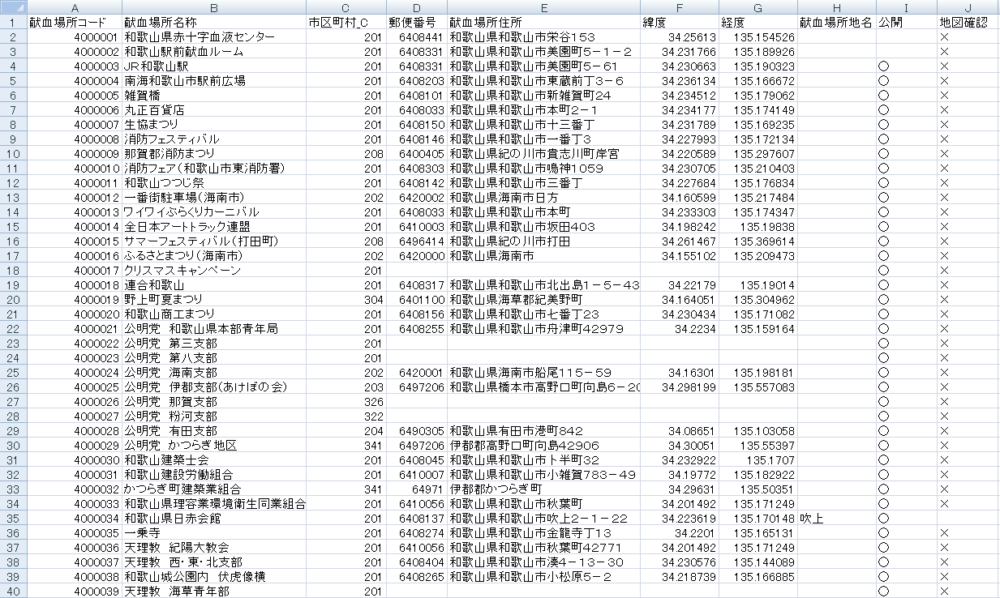 A B C D E F G H I J
1 献血場所コード 献血場所名称 市区町村_C 郵便番号 献血場所住所 緯度 経度 献血場所地名 公開 地図確認
2 4000001 和歌山県赤十字血液センター 201 6408441 和歌山県和歌山市栄谷153 34.25613 135.154526 ×
3 4000002 和歌山駅前献血ルーム 201 6408331 和歌山県和歌山市美園町5－1－2 34.231766 135.189926 ×
4 4000003 JR和歌山駅 201 6408331 和歌山県和歌山市美園町5－61 34.230663 135.190323 ○ ×
5 4000004 南海和歌山市駅前広場 201 6408203 和歌山県和歌山市東蔵前丁3－6 34.236134 135.166672 ○ ×
6 4000005 雑賀橋 201 6408101 和歌山県和歌山市新雑賀町24 34.234512 135.179062 ○ ×
7 4000006 丸正百貨店 201 6408033 和歌山県和歌山市本町2－1 34.234177 135.174149 ○ ×
8 4000007 生協まつり 201 6408150 和歌山県和歌山市十三番丁 34.231789 135.169235 ○ ×
9 4000008 消防フェスティバル 201 6408146 和歌山県和歌山市一番丁3 34.227993 135.172134 ○ ×
10 4000009 那賀郡消防まつり 208 6400405 和歌山県紀の川市貴志川町岸宮 34.220589 135.297607 ○ ×
11 4000010 消防フェア（和歌山市東消防署） 201 6408303 和歌山県和歌山市鳴神1059 34.230705 135.210403 ○ ×
12 4000011 和歌山つつじ祭 201 6408142 和歌山県和歌山市三番丁 34.227684 135.176834 ○ ×
13 4000012 一番街駐車場（海南市） 202 6420002 和歌山県海南市日方 34.160599 135.217484 ○ ×
14 4000013 ワイワイぶらくりカーニバル 201 6408033 和歌山県和歌山市本町 34.233303 135.174347 ○ ×
15 4000014 全日本アートトラック連盟 201 6410003 和歌山県和歌山市坂田403 34.198242 135.19838 ○ ×
16 4000015 サマーフェスティバル（打田町） 208 6496414 和歌山県紀の川市打田 34.261467 135.369614 ○ ×
17 4000016 ふるさとまつり（海南市） 202 6420000 和歌山県海南市 34.155102 135.209473 ○ ×
18 4000017 クリスマスキャンペーン 201 ○ ×
19 4000018 連合和歌山 201 6408317 和歌山県和歌山市北出島1－5－43 34.22179 135.19014 ○ ×
20 4000019 野上町夏まつり 304 6401100 和歌山県海草郡紀美野町 34.164051 135.304962 ○ ×
21 4000020 和歌山商工まつり 201 6408156 和歌山県和歌山市七番丁23 34.230434 135.171082 ○ ×
22 4000021 公明党　和歌山県本部青年局 201 6408255 和歌山県和歌山市舟津町42979 34.2234 135.159164 ○ ×
23 4000022 公明党　第三支部 201 ○ ×
24 4000023 公明党　第八支部 201 ○ ×
25 4000024 公明党　海南支部 202 6420001 和歌山県海南市船尾115－59 34.16301 135.198181 ○ ×
26 4000025 公明党　伊都支部(あけぼの会) 203 6497206 和歌山県橋本市高野口町向島6－20 34.298199 135.557083 ○ ×
27 4000026 公明党　那賀支部 326 ○ ×
28 4000027 公明党　粉河支部 322 ○ ×
29 4000028 公明党　有田支部 204 6490305 和歌山県有田市港町842 34.08651 135.103058 ○ ×
30 4000029 公明党　かつらぎ地区 341 6497206 伊都郡高野口町向島42906 34.30051 135.55397 ○ ×
31 4000030 和歌山建築士会 201 6408045 和歌山県和歌山市卜半町32 34.232922 135.1707 ○ ×
32 4000031 和歌山建設労働組合 201 6410007 和歌山県和歌山市小雑賀783－49 34.19772 135.182922 ○ ×
33 4000032 かつらぎ町建築業組合 341 64971 伊都郡かつらぎ町 34.29631 135.50351 ○ ×
34 4000033 和歌山県理容業環境衛生同業組合 201 6410056 和歌山県和歌山市秋葉町 34.201492 135.171249 ○ ×
35 4000034 和歌山県日赤会館 201 6408137 和歌山県和歌山市吹上2－1－22 34.223619 135.170148 吹上 ○
36 4000035 一乗寺 201 6408274 和歌山県和歌山市金龍寺丁13 34.2201 135.165131 ○ ×
37 4000036 天理教　紀陽大教会 201 6410056 和歌山県和歌山市秋葉町42771 34.201492 135.171249 ○ ×
38 4000037 天理教　西・東・北支部 201 6408404 和歌山県和歌山市湊4－13－30 34.230576 135.144089 ○ ×
39 4000038 和歌山城公園内　伏虎像横 201 6408265 和歌山県和歌山市小松原5－2 34.218739 135.166885 ○ ×
40 4000039 天理教　海草青年部 201 ○ ×